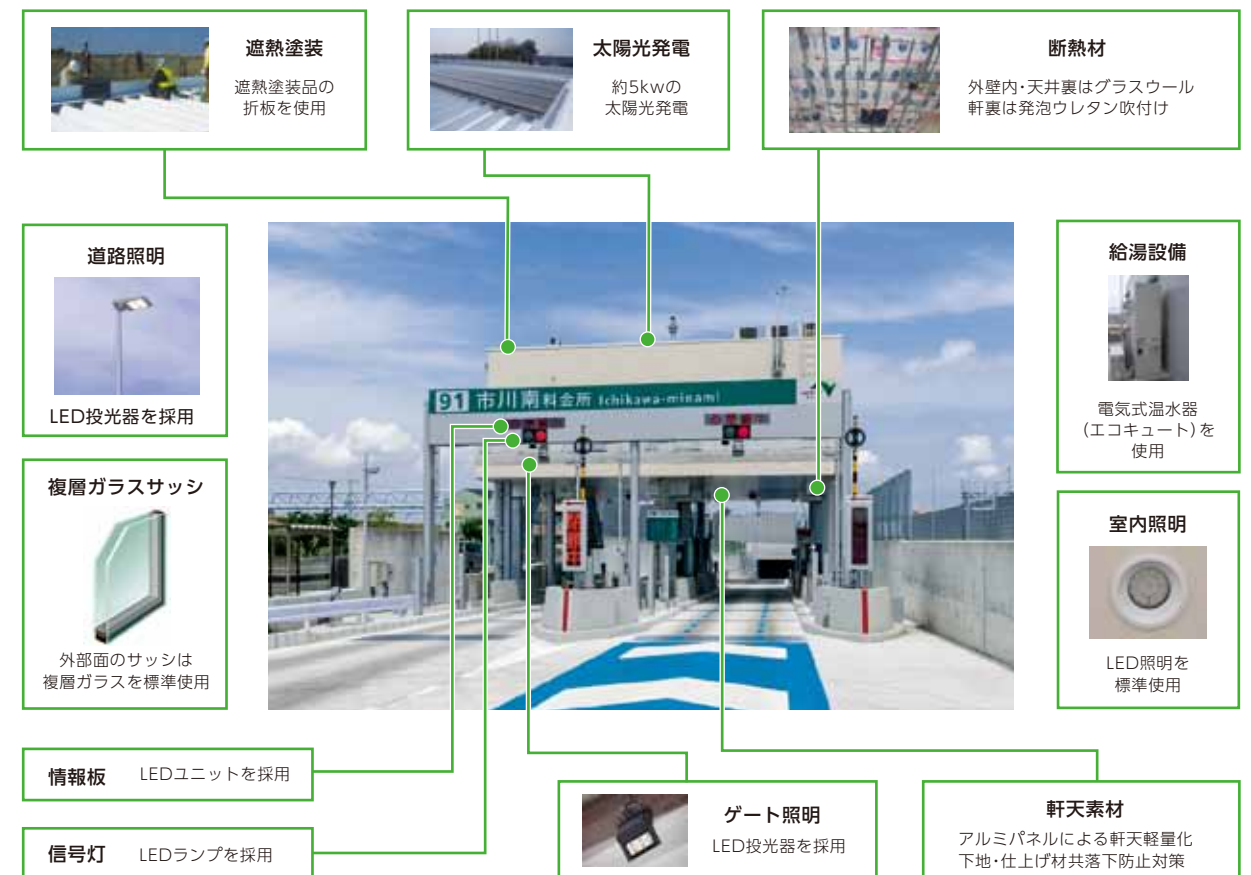 遮熱塗装
遮熱塗装品の
折板を使用
太陽光発電
約5kwの
太陽光発電
断熱材
外壁内・天井裏はグラスウール
軒裏は発泡ウレタン吹付け
道路照明
LED投光器を採用
複層ガラスサッシ
外部面のサッシは
複層ガラスを標準使用
91 市川南料金所 Ichikawa-minami
給湯設備
電気式温水器
(エコキュート)を
使用
室内照明
LED照明を
標準使用
情報板 LEDユニットを採用
信号灯 LEDランプを採用
ゲート照明
LED投光器を採用
軒天素材
アルミパネルによる軒天軽量化
下地・仕上げ材共落下防止対策